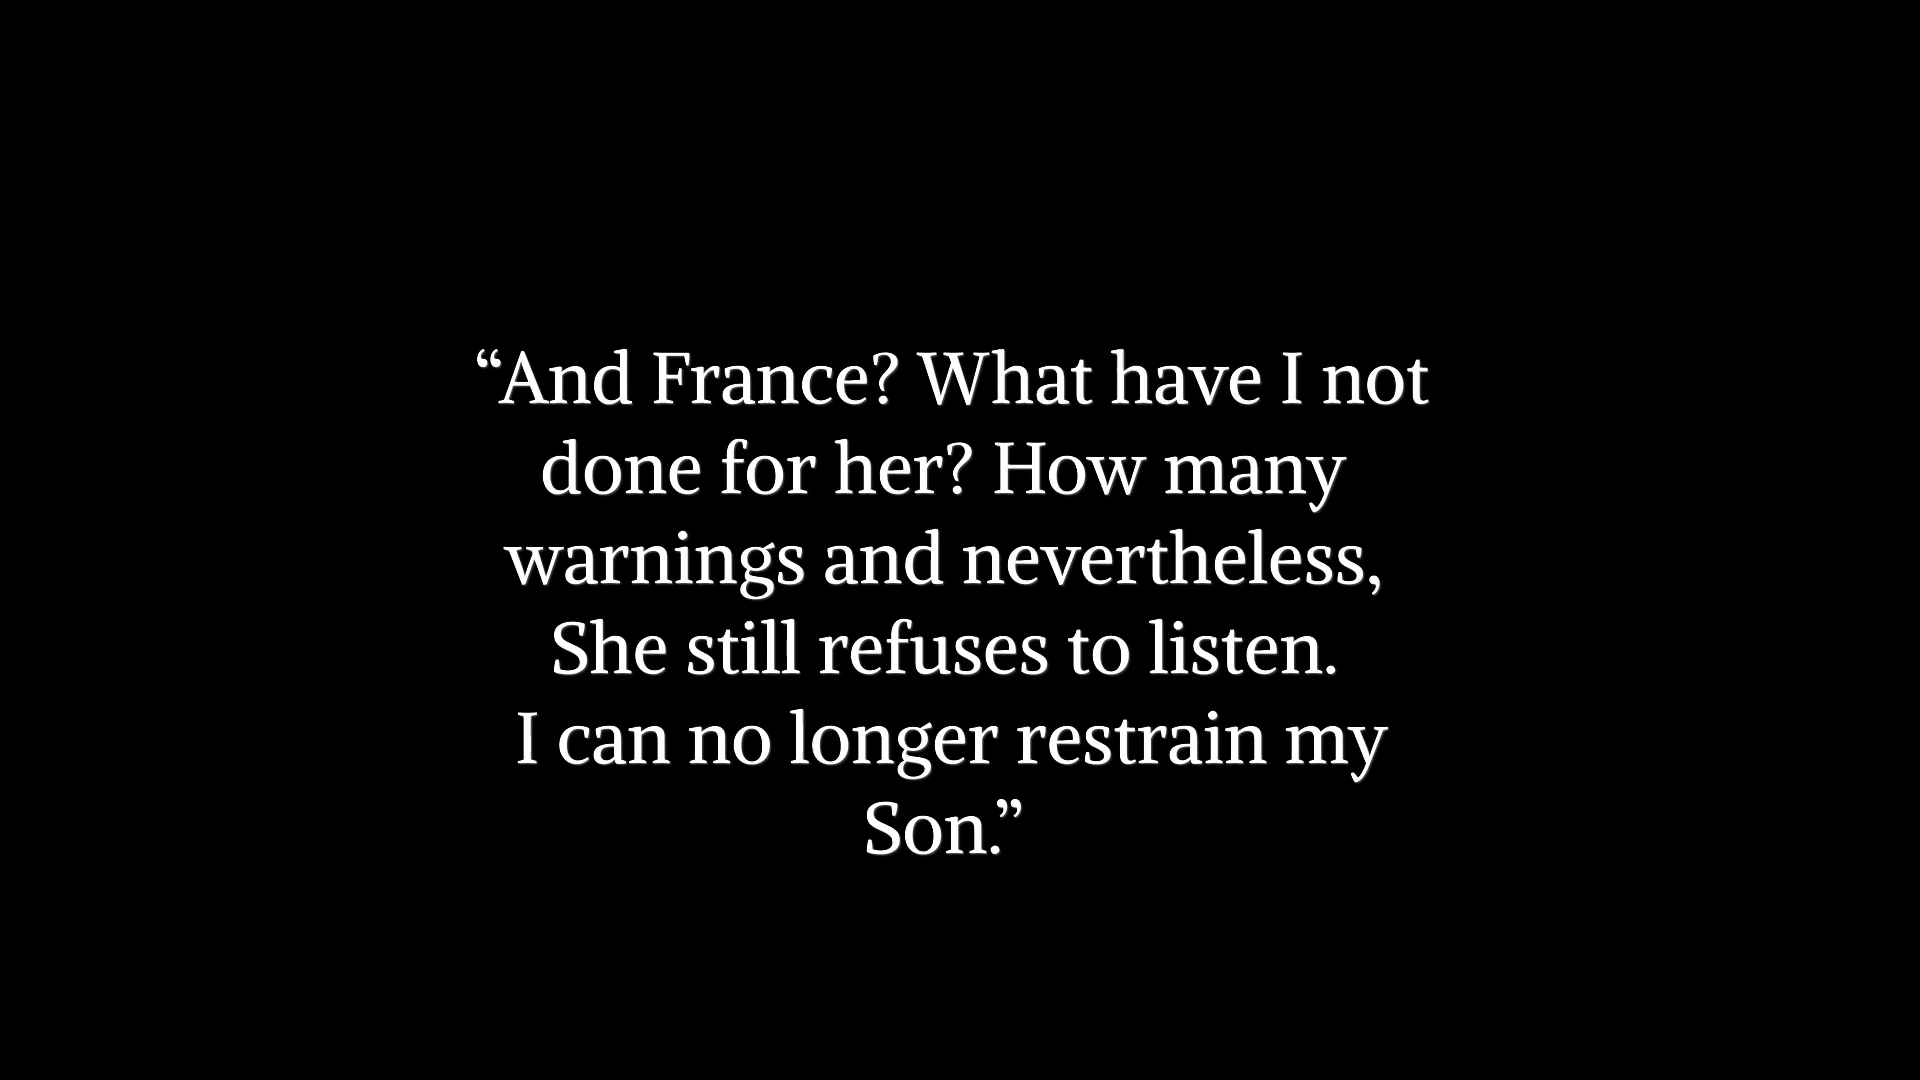 “And France? What have I not
done for her? How many
warnings and nevertheless,
She still refuses to listen.
I can no longer restrain my
Son.”